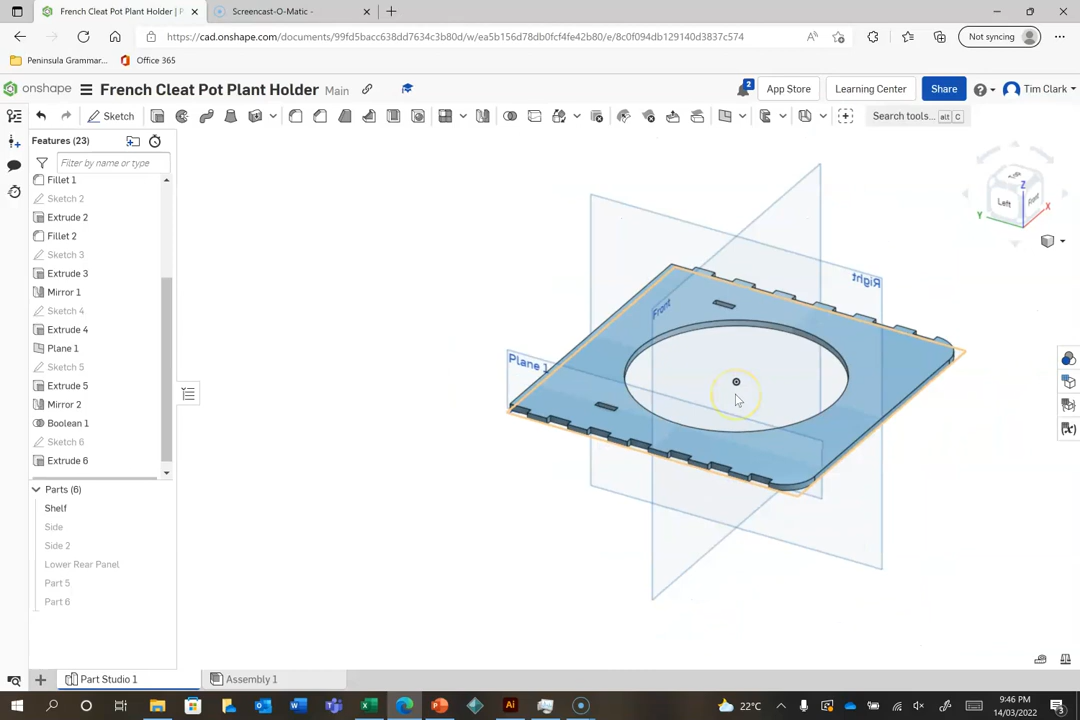 French Cleat Pot Plant Holder |
Screencast-O-Matic -
https://cad.onshape.com/documents/99fd5bacc638dd7634c3b80d/w/ea5b156d78db0fcf4fe42b80/e/8c0f094db129140d3837c574
Not syncing
Peninsula Grammar...
Office 365
onshape
French Cleat Pot Plant Holder Main
2
App Store
Learning Center
Share
Tim Clark
Sketch
Search tools... alt C
Features (23)
Filter by name or type
Fillet 1
Sketch 2
Extrude 2
Fillet 2
Sketch 3
Extrude 3
Mirror 1
Sketch 4
Extrude 4
Plane 1
Sketch 5
Extrude 5
Mirror 2
Boolean 1
Sketch 6
Extrude 6
Parts (6)
Shelf
Side
Side 2
Lower Rear Panel
Part 5
Part 6
Right
Front
Plane 1
Z
Left
Front
X
Y
Part Studio 1
Assembly 1
22°C
9:46 PM
14/03/2022
3